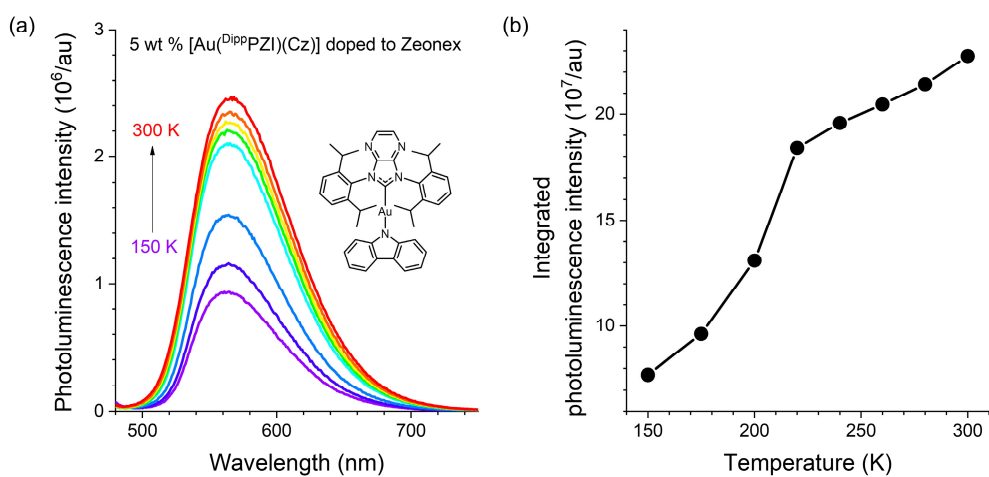 (a)
5 wt % [Au(ᴰⁱᵖᵖPZI)(Cz)] doped to Zeonex
Photoluminescence intensity (10⁶/au)
3
2
1
0
300 K
150 K
N
N
N
N
Au
N
500
600
700
Wavelength (nm)
(b)
Integrated
photoluminescence intensity (10⁷/au)
20
15
10
150
200
250
300
Temperature (K)